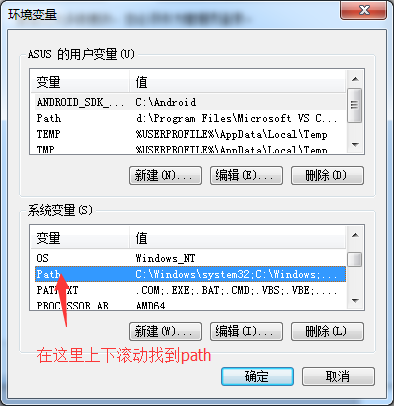 环境变量
ASUS 的用户变量(U)
变量 值
ANDROID_SDK_... C:\Android
Path d:\Program Files\Microsoft VS C...
TEMP %USERPROFILE%\AppData\Local\Temp
TMP %USERPROFILE%\AppData\Local\Temp
新建(N)... 编辑(E)... 删除(D)
系统变量(S)
变量 值
OS Windows_NT
Path C:\Windows\system32;C:\Windows;...
PATHEXT .COM;.EXE;.BAT;.CMD;.VBS;.VBE;....
PROCESSOR_AR AMD64
新建(W)... 编辑(I)... 删除(L)
在这里上下滚动找到path
确定 取消